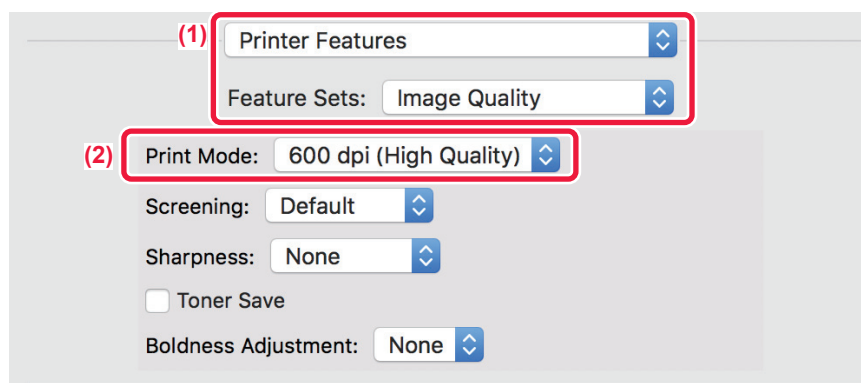 (1) Printer Features
Feature Sets: Image Quality
(2) Print Mode: 600 dpi (High Quality)
Screening: Default
Sharpness: None
Toner Save
Boldness Adjustment: None